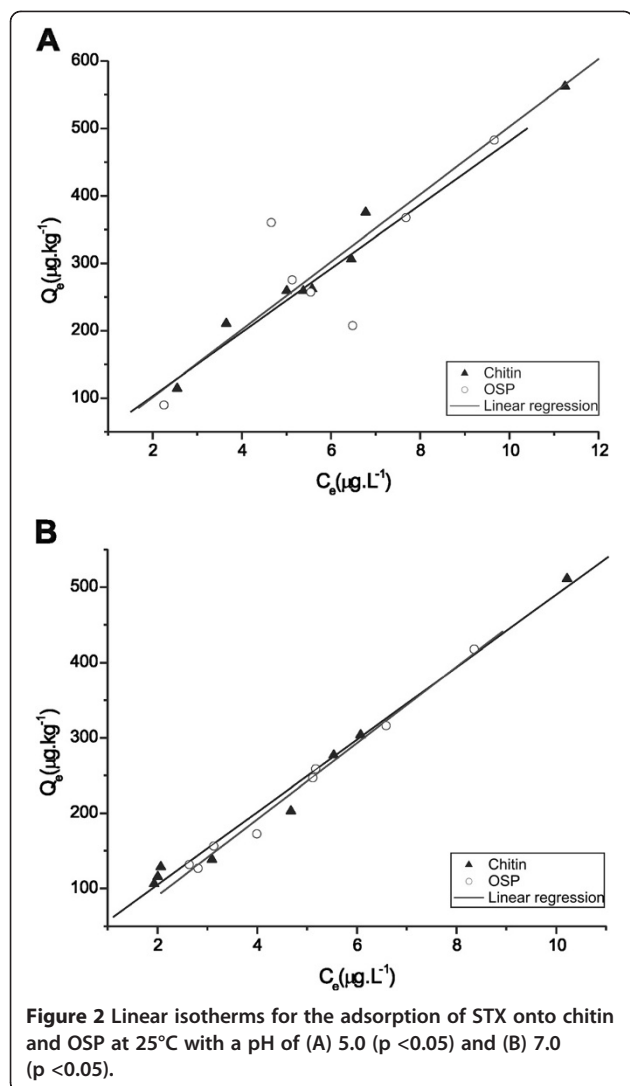 A
600
500
400
300
200
100
Qₑ(µg.kg⁻¹)
▲ Chitin
○ OSP
— Linear regression
2 4 6 8 10 12
Cₑ(µg.L⁻¹)
B
500
400
300
200
100
Qₑ(µg.kg⁻¹)
▲ Chitin
○ OSP
— Linear regression
2 4 6 8 10
Cₑ(µg.L⁻¹)
Figure 2 Linear isotherms for the adsorption of STX onto chitin
and OSP at 25°C with a pH of (A) 5.0 (p <0.05) and (B) 7.0
(p <0.05).